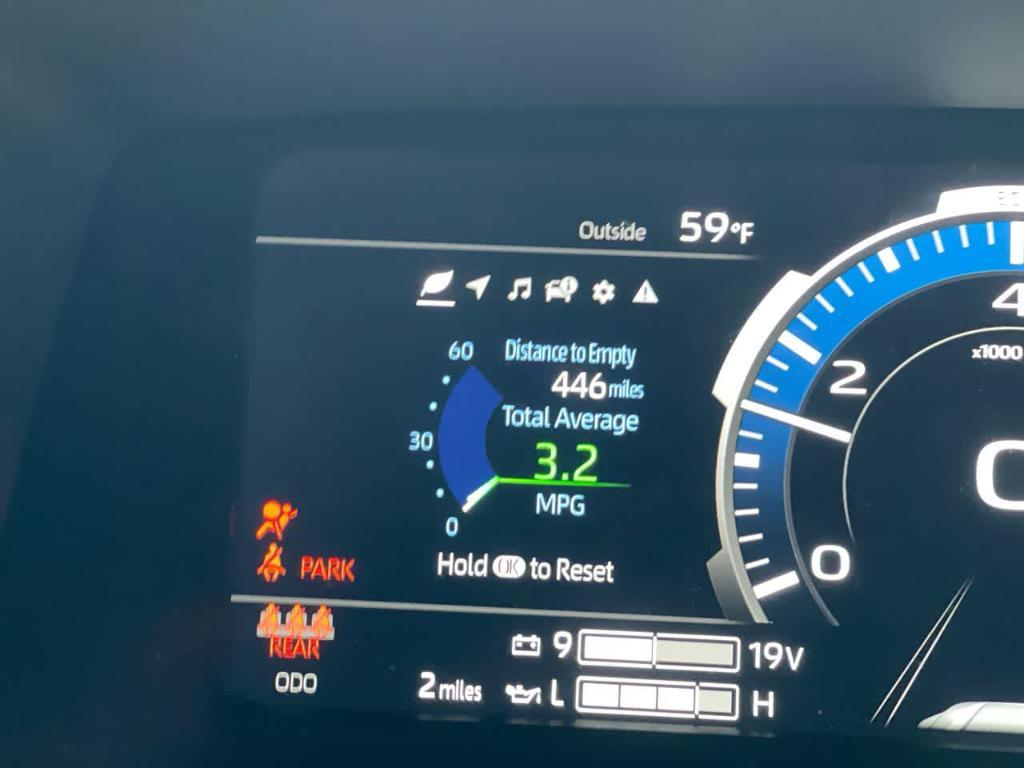 Outside 59°F
60 Distance to Empty
446 miles
Total Average
30
3.2
MPG
0
Hold OK to Reset
PARK
REAR
ODO 2 miles
9 19V
L H
4
x1000
2
0